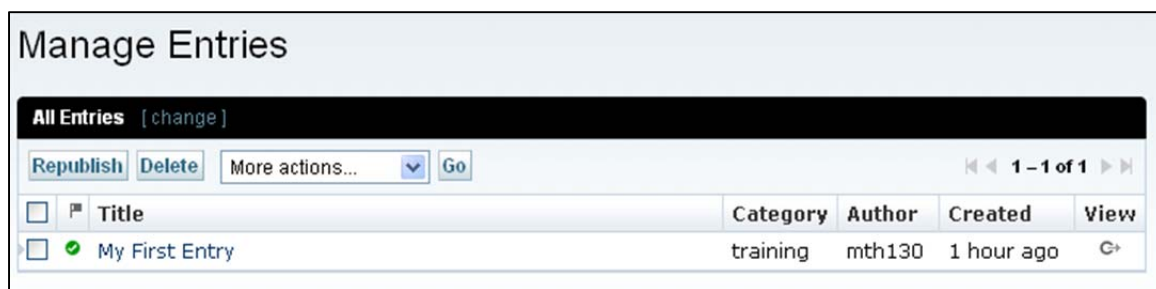 Manage Entries
All Entries [ change ]
Republish Delete More actions... Go 1 – 1 of 1
Title Category Author Created View
My First Entry training mth130 1 hour ago